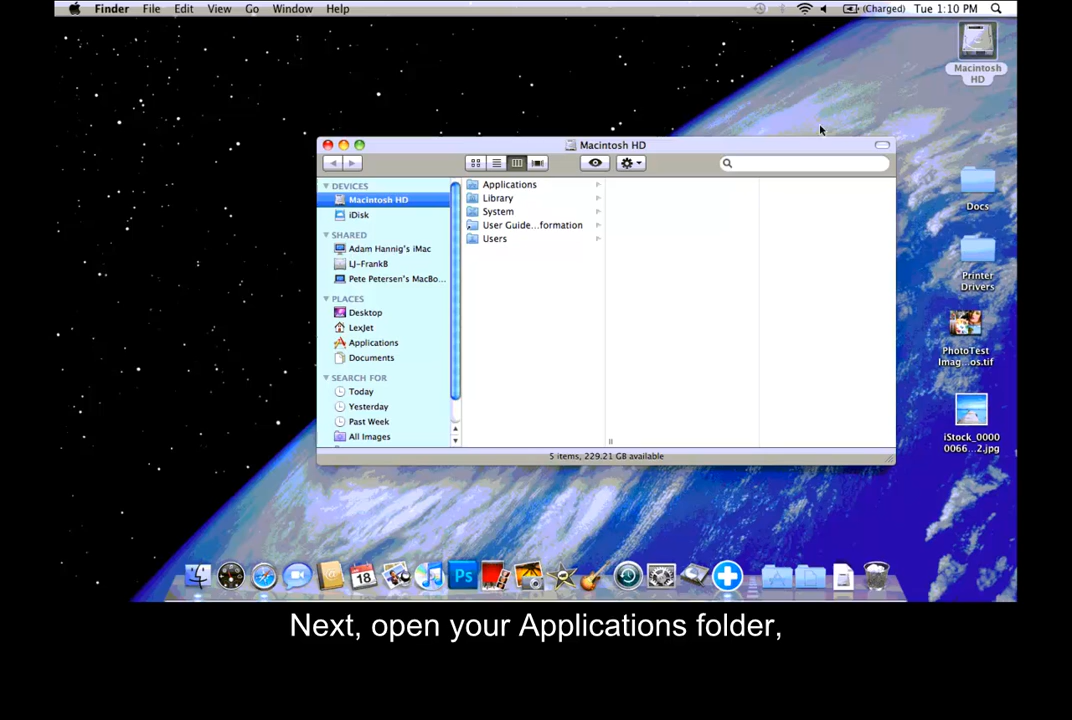 Finder File Edit View Go Window Help (Charged) Tue 1:10 PM
Macintosh
HD
Macintosh HD
DEVICES
Macintosh HD
iDisk
SHARED
Adam Hannig's iMac
LJ-Frank8
Pete Petersen's MacBo...
PLACES
Desktop
LexJet
Applications
Documents
SEARCH FOR
Today
Yesterday
Past Week
All Images
Applications
Library
System
User Guide...formation
Users
5 items, 229.21 GB available
Docs
Printer
Drivers
PhotoTest
Imag...os.tif
iStock_0000
0066...2.jpg
Ps
18
Next, open your Applications folder,